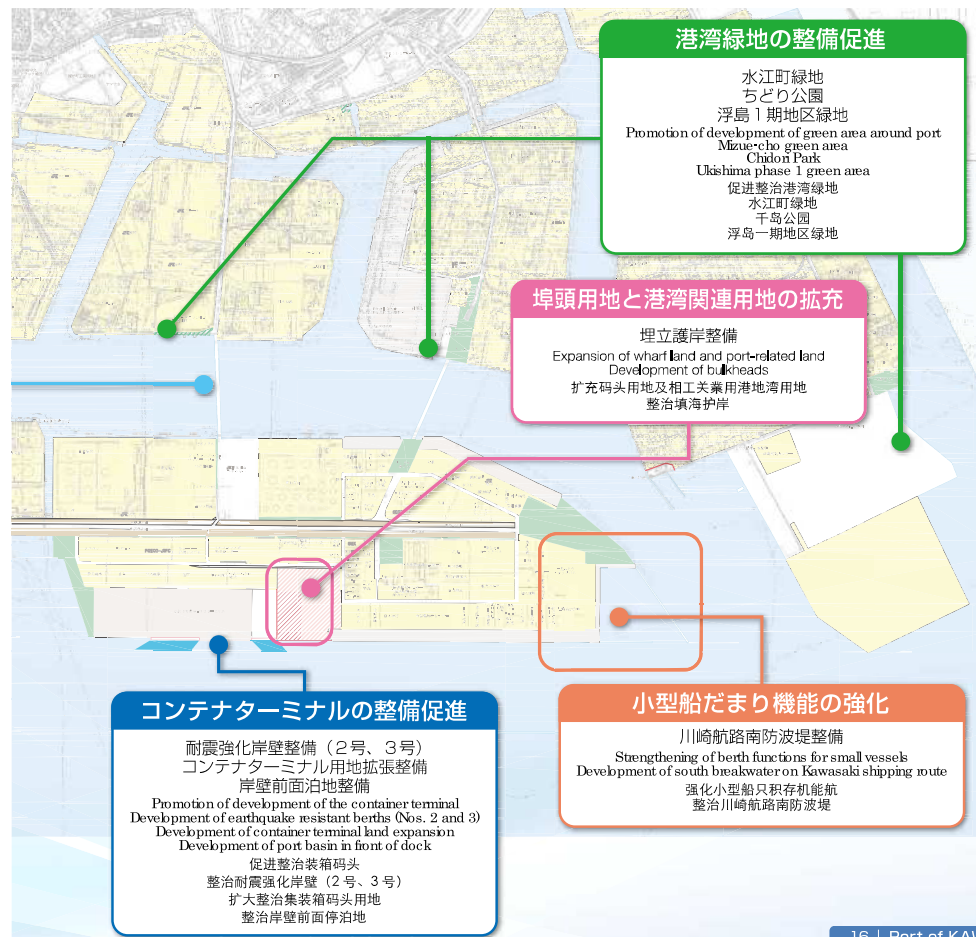 港湾緑地の整備促進
水江町緑地
ちどり公園
浮島1期地区緑地
Promotion of development of green area around port
Mizue-cho green area
Chidori Park
Ukishima phase 1 green area
促进整治港湾绿地
水江町绿地
千岛公园
浮岛一期地区绿地
埠頭用地と港湾関連用地の拡充
埋立護岸整備
Expansion of wharf land and port-related land
Development of bulkheads
扩充码头用地及相工关業用港地湾用地
整治填海护岸
コンテナターミナルの整備促進
耐震強化岸壁整備（2号、3号）
コンテナターミナル用地拡張整備
岸壁前面泊地整備
Promotion of development of the container terminal
Development of earthquake resistant berths (Nos. 2 and 3)
Development of container terminal land expansion
Development of port basin in front of dock
促进整治装箱码头
整治耐震强化岸壁（2号、3号）
扩大整治集装箱码头用地
整治岸壁前面停泊地
小型船だまり機能の強化
川崎航路南防波堤整備
Strengthening of berth functions for small vessels
Development of south breakwater on Kawasaki shipping route
强化小型船只积存机能航
整治川崎航路南防波堤
16 | Port of KAW